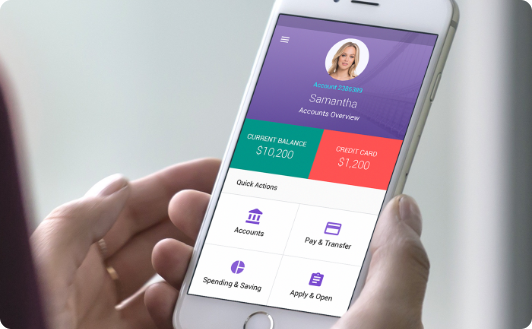 Account 2386389
Samantha
Accounts Overview
CURRENT BALANCE
$10,200
CREDIT CARD
$1,200
Quick Actions
Accounts
Pay & Transfer
Spending & Saving
Apply & Open